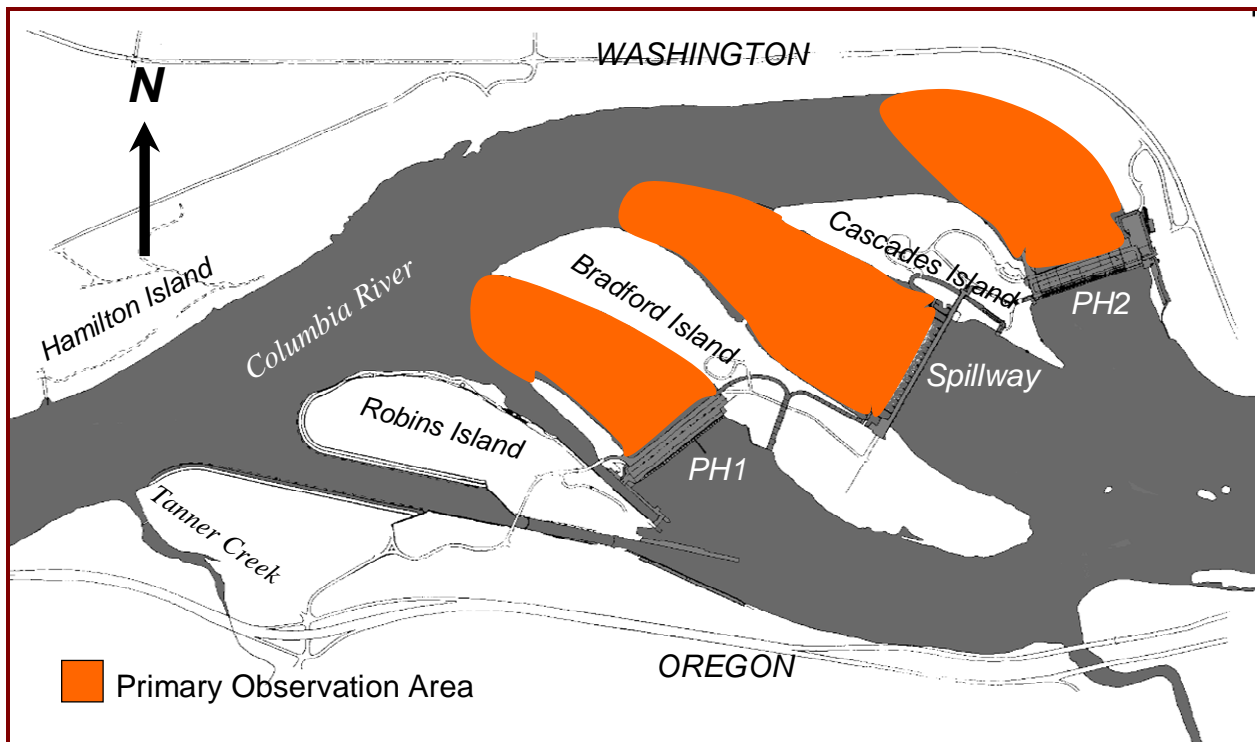 WASHINGTON
N
Cascades Island
Hamilton Island
Columbia River
Bradford Island
PH2
Spillway
Robins Island
PH1
Tanner Creek
OREGON
Primary Observation Area